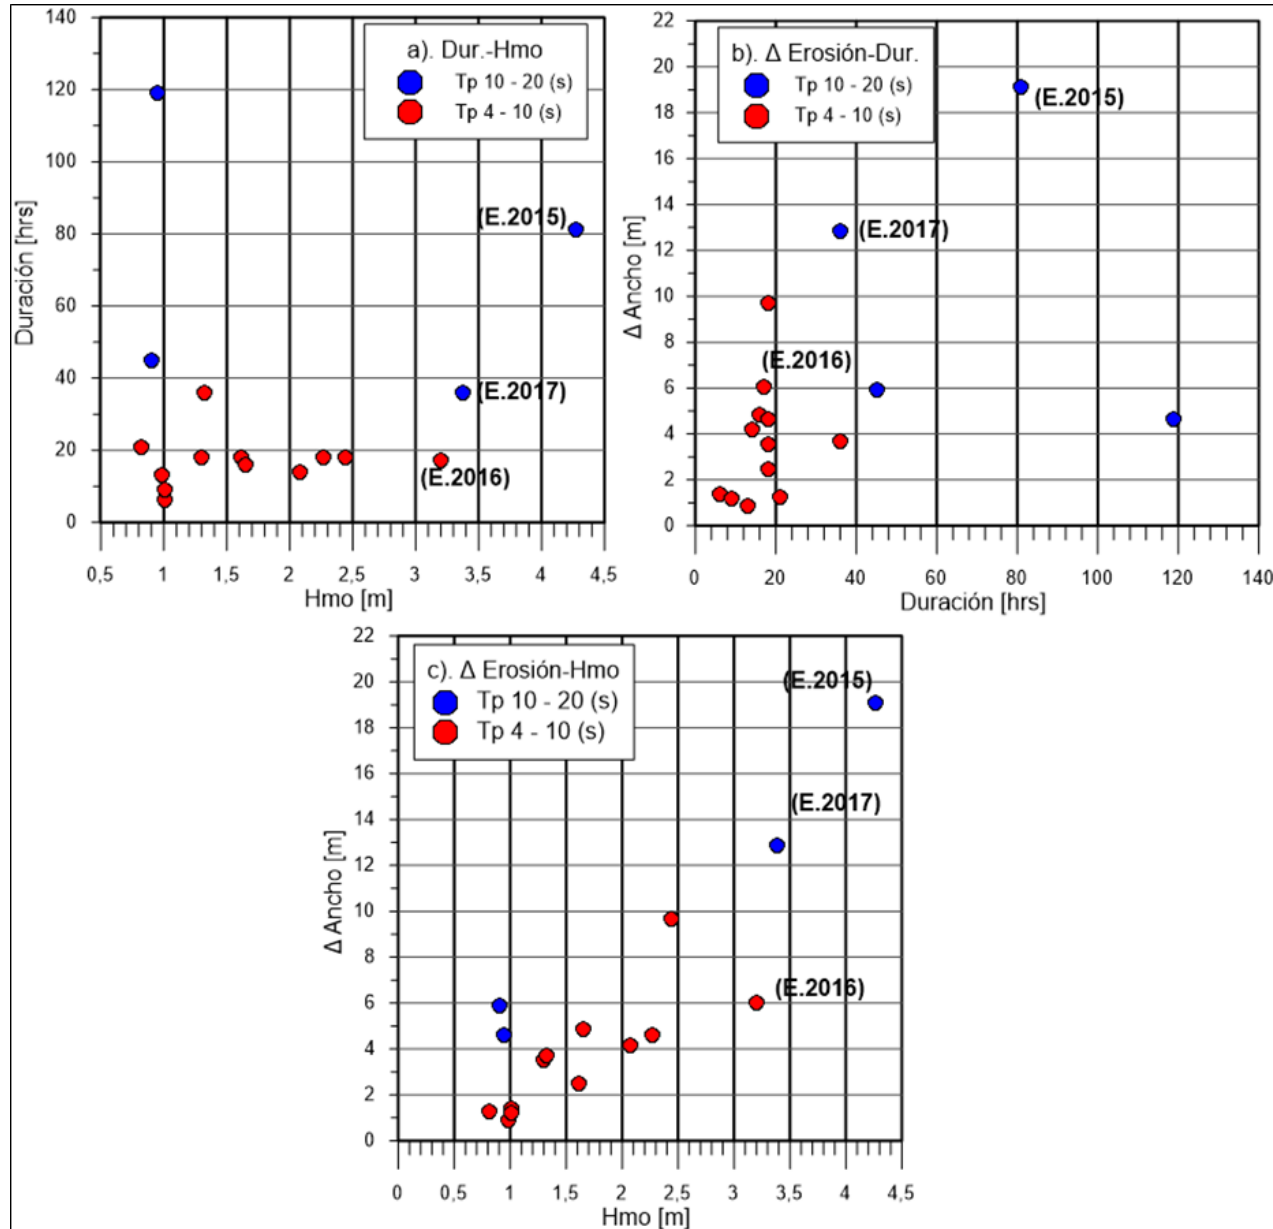 a). Dur.-Hmo
Tp 10 - 20 (s)
Tp 4 - 10 (s)
(E.2015)
(E.2017)
(E.2016)
Duración [hrs]
140
120
100
80
60
40
20
0
0,5 1 1,5 2 2,5 3 3,5 4 4,5
Hmo [m]
b). Δ Erosión-Dur.
Tp 10 - 20 (s)
Tp 4 - 10 (s)
(E.2015)
(E.2017)
(E.2016)
Δ Ancho [m]
22
20
18
16
14
12
10
8
6
4
2
0
0 20 40 60 80 100 120 140
Duración [hrs]
c). Δ Erosión-Hmo
Tp 10 - 20 (s)
Tp 4 - 10 (s)
(E.2015)
(E.2017)
(E.2016)
Δ Ancho [m]
22
20
18
16
14
12
10
8
6
4
2
0
0 0,5 1 1,5 2 2,5 3 3,5 4 4,5
Hmo [m]